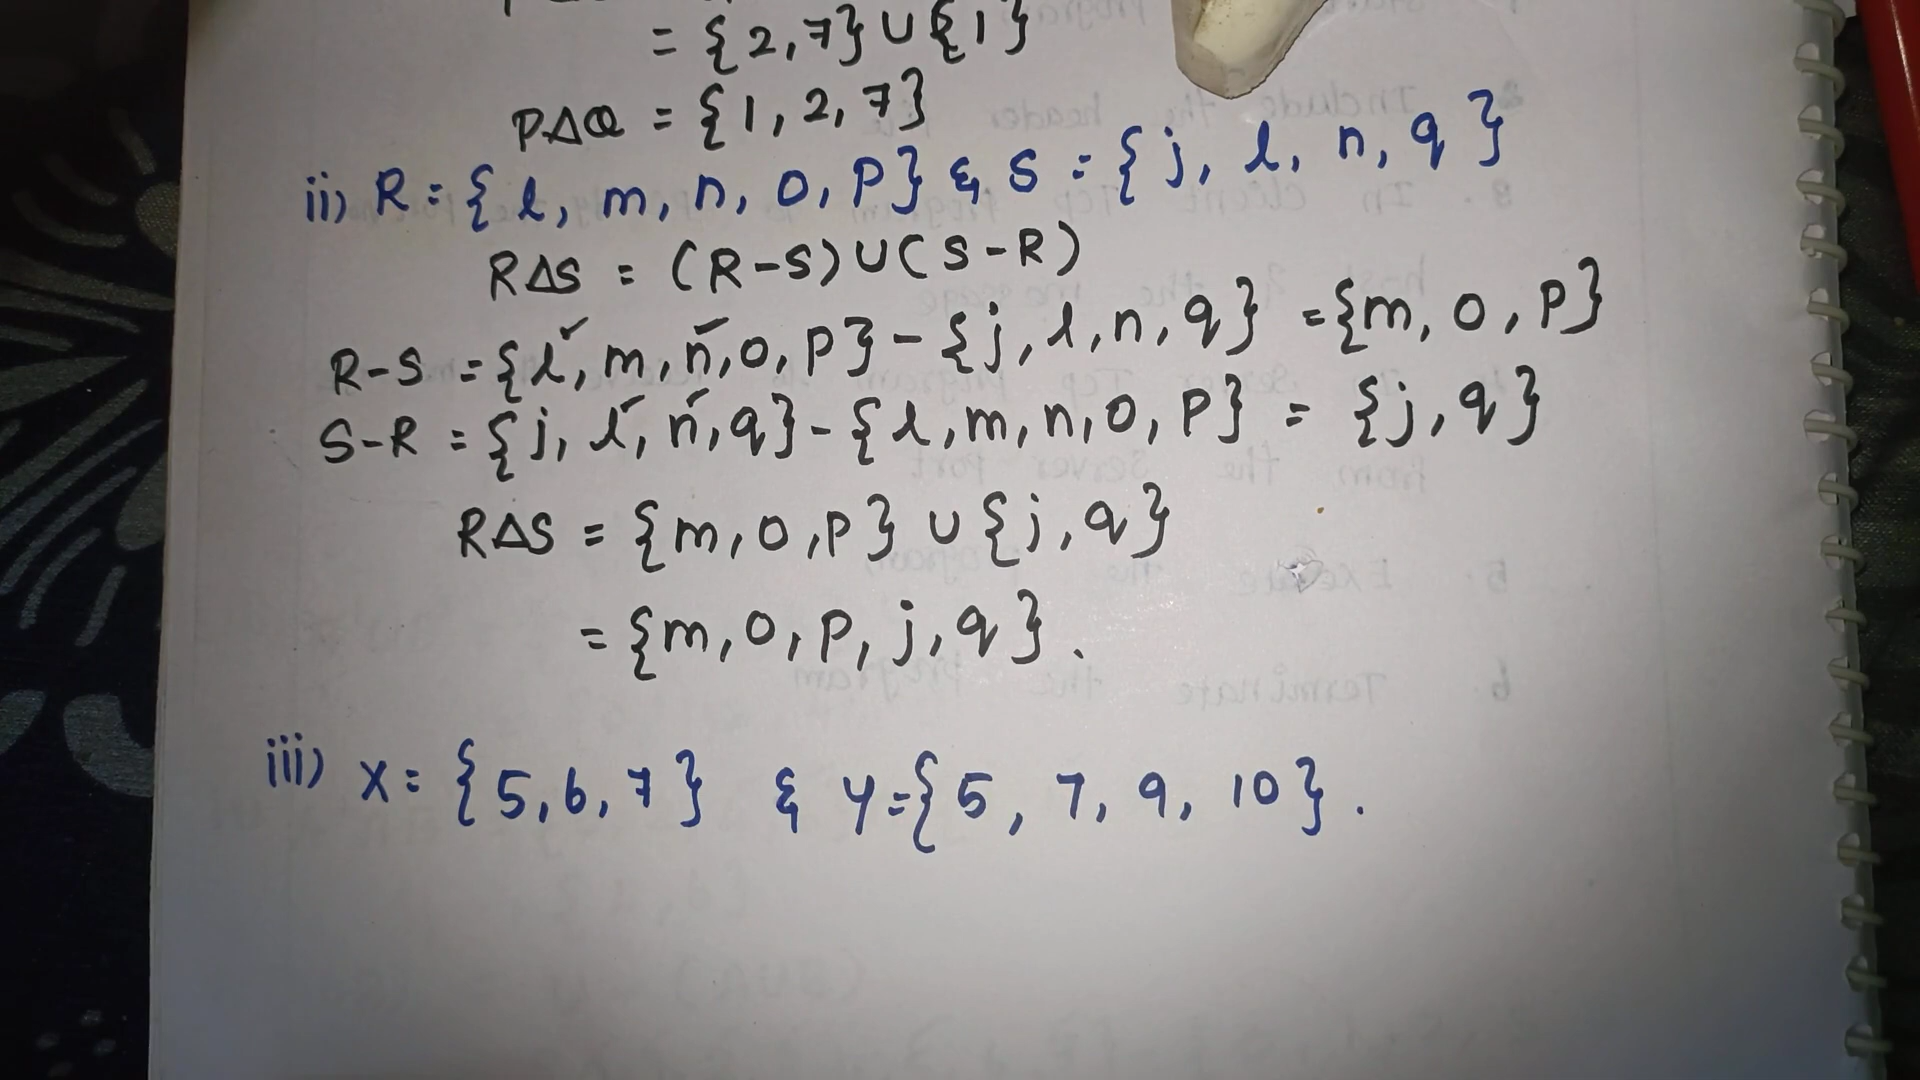 = {2,7} ∪ {1}
PΔQ = {1, 2, 7}
ii) R = {l, m, n, o, p} & S = {j, l, n, q}
RΔS = (R-S)∪(S-R)
R-S = {l, m, n, o, p} - {j, l, n, q} = {m, o, p}
S-R = {j, l, n, q} - {l, m, n, o, p} = {j, q}
RΔS = {m, o, p} ∪ {j, q}
= {m, o, p, j, q}.
iii) X = {5, 6, 7} & Y = {5, 7, 9, 10}.